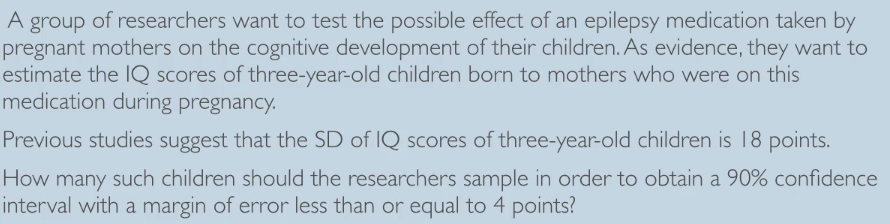 A group of researchers want to test the possible effect of an epilepsy medication taken by
pregnant mothers on the cognitive development of their children. As evidence, they want to
estimate the IQ scores of three-year-old children born to mothers who were on this
medication during pregnancy.
Previous studies suggest that the SD of IQ scores of three-year-old children is 18 points.
How many such children should the researchers sample in order to obtain a 90% confidence
interval with a margin of error less than or equal to 4 points?